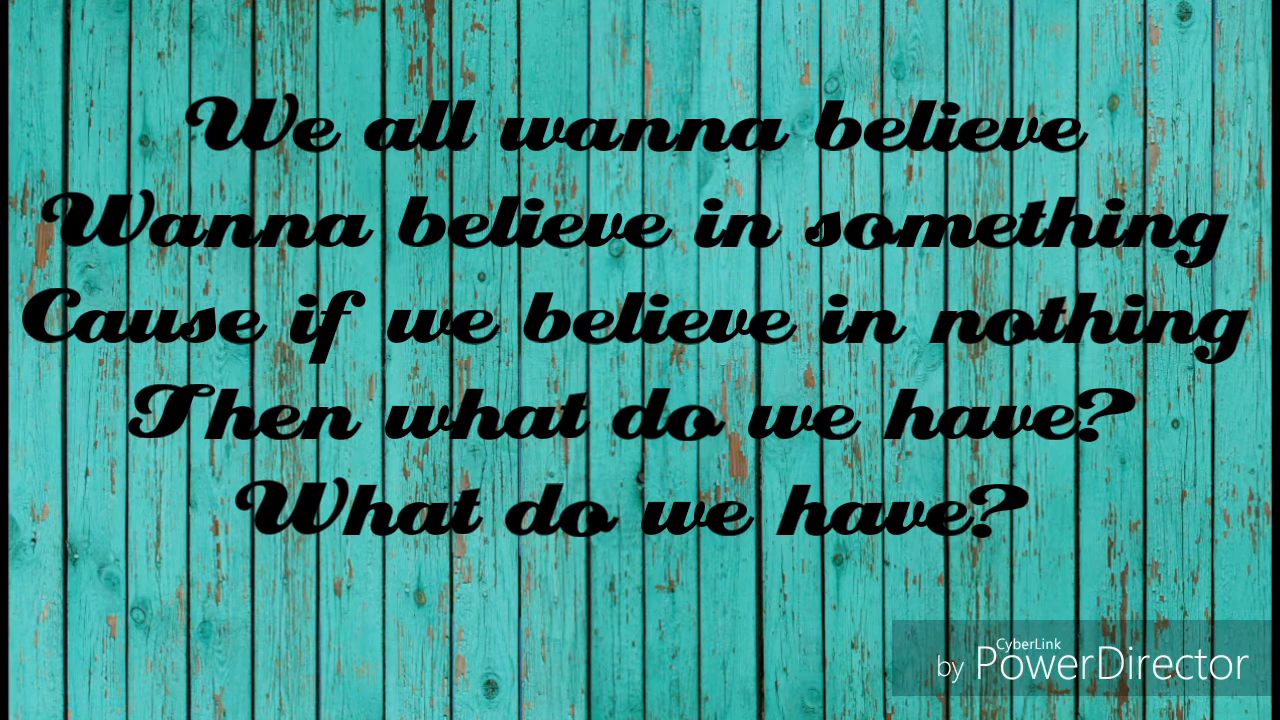 We all wanna believe
Wanna believe in something
Cause if we believe in nothing
Then what do we have?
What do we have?
CyberLink
by PowerDirector